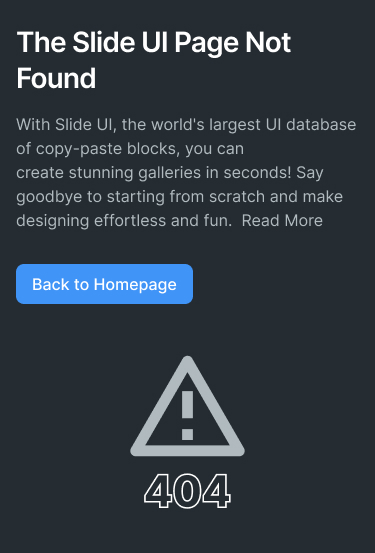 The Slide UI Page Not
Found
With Slide UI, the world's largest UI database
of copy-paste blocks, you can
create stunning galleries in seconds! Say
goodbye to starting from scratch and make
designing effortless and fun.  Read More
Back to Homepage
404